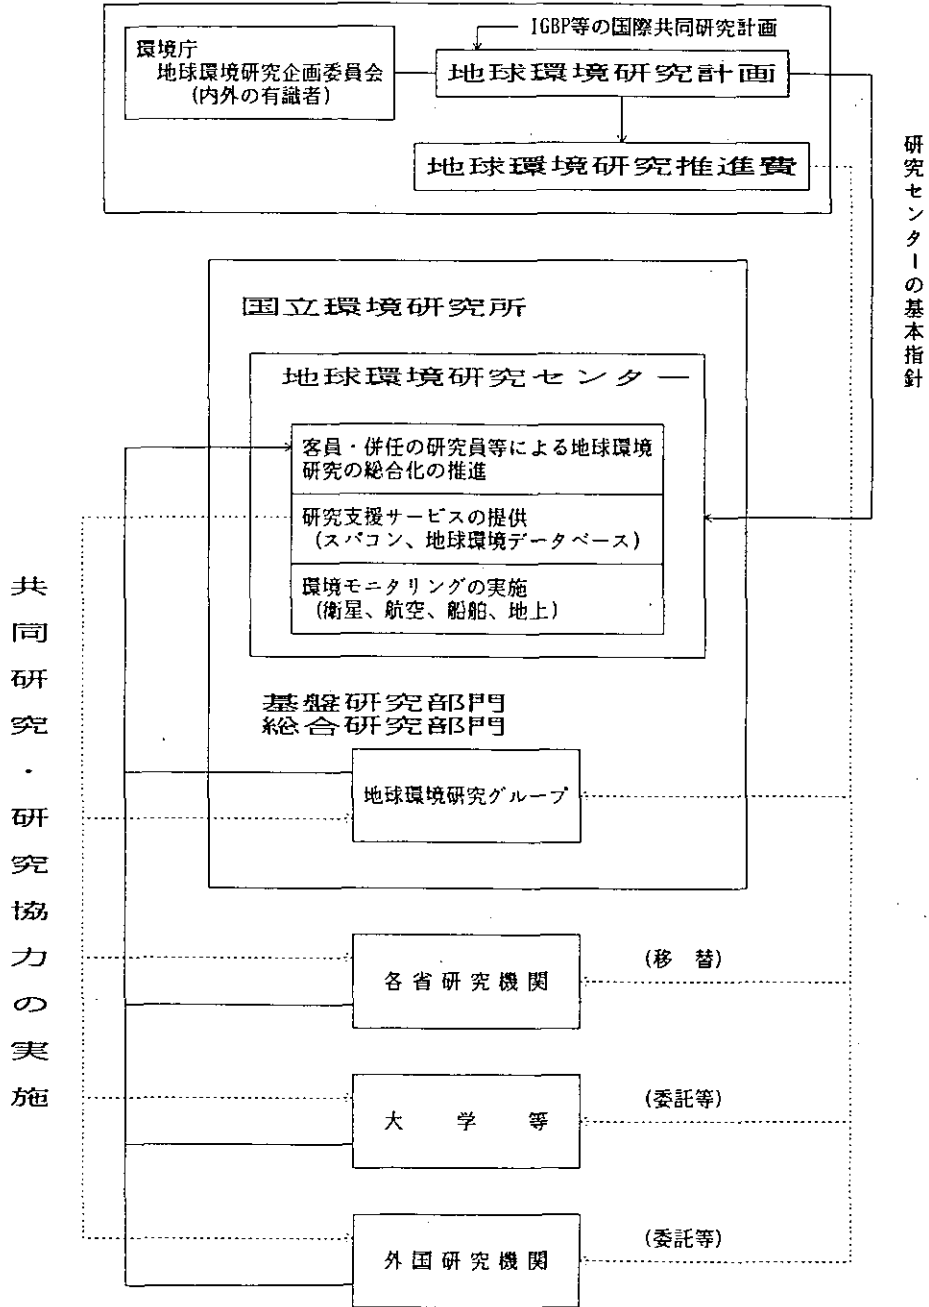 IGBP等の国際共同研究計画
環境庁
地球環境研究企画委員会
(内外の有識者)
地球環境研究計画
地球環境研究推進費
研究センターの基本指針
国立環境研究所
地球環境研究センター
客員・併任の研究員等による地球環境
研究の総合化の推進
研究支援サービスの提供
(スパコン、地球環境データベース)
環境モニタリングの実施
(衛星、航空、船舶、地上)
基盤研究部門
総合研究部門
地球環境研究グループ
共同研究・研究協力の実施
各省研究機関
(移 替)
大 学 等
(委託等)
外国研究機関
(委託等)